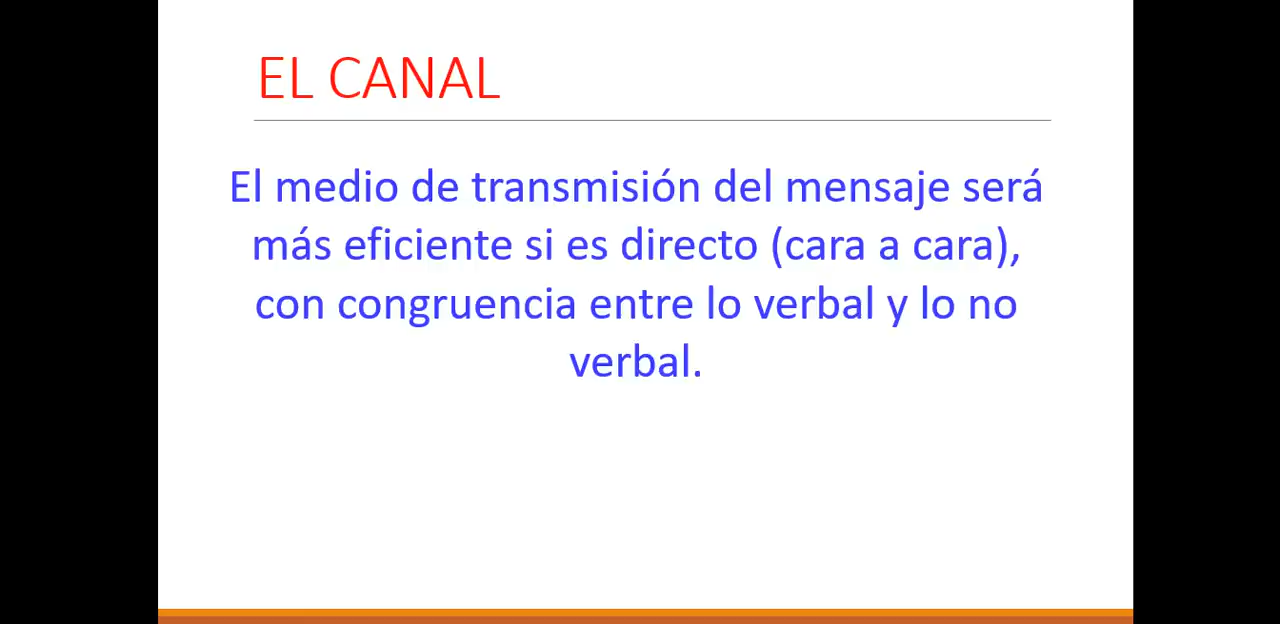 EL CANAL
El medio de transmisión del mensaje será
más eficiente si es directo (cara a cara),
con congruencia entre lo verbal y lo no
verbal.